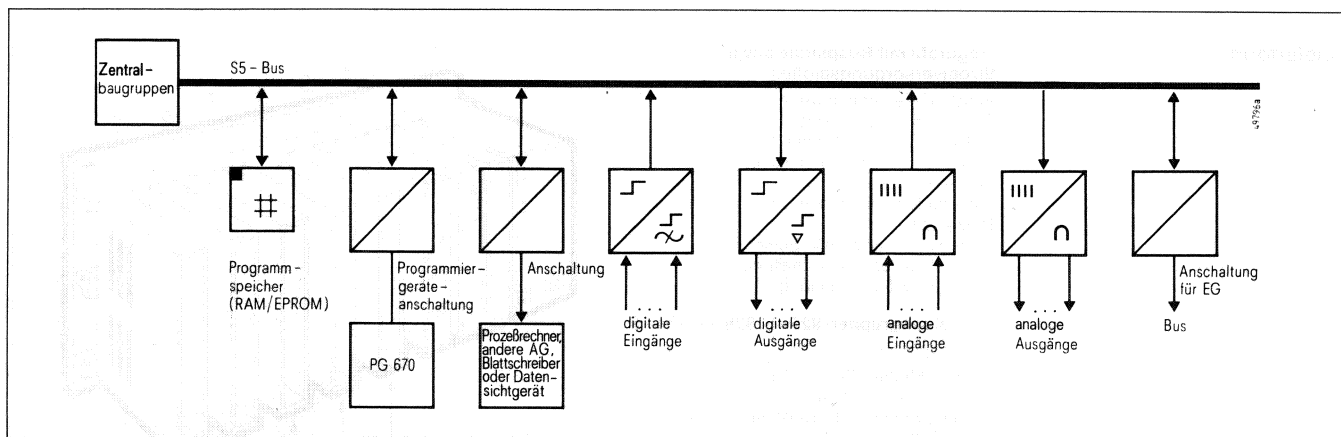 Zentral-
baugruppen
S5 - Bus
49796a
Programm-
speicher
(RAM/EPROM)
Programmier-
geräte-
anschaltung
PG 670
Anschaltung
Prozeßrechner,
andere AG,
Blattschreiber
oder Daten-
sichtgerät
digitale
Eingänge
digitale
Ausgänge
analoge
Eingänge
analoge
Ausgänge
Anschaltung
für EG
Bus